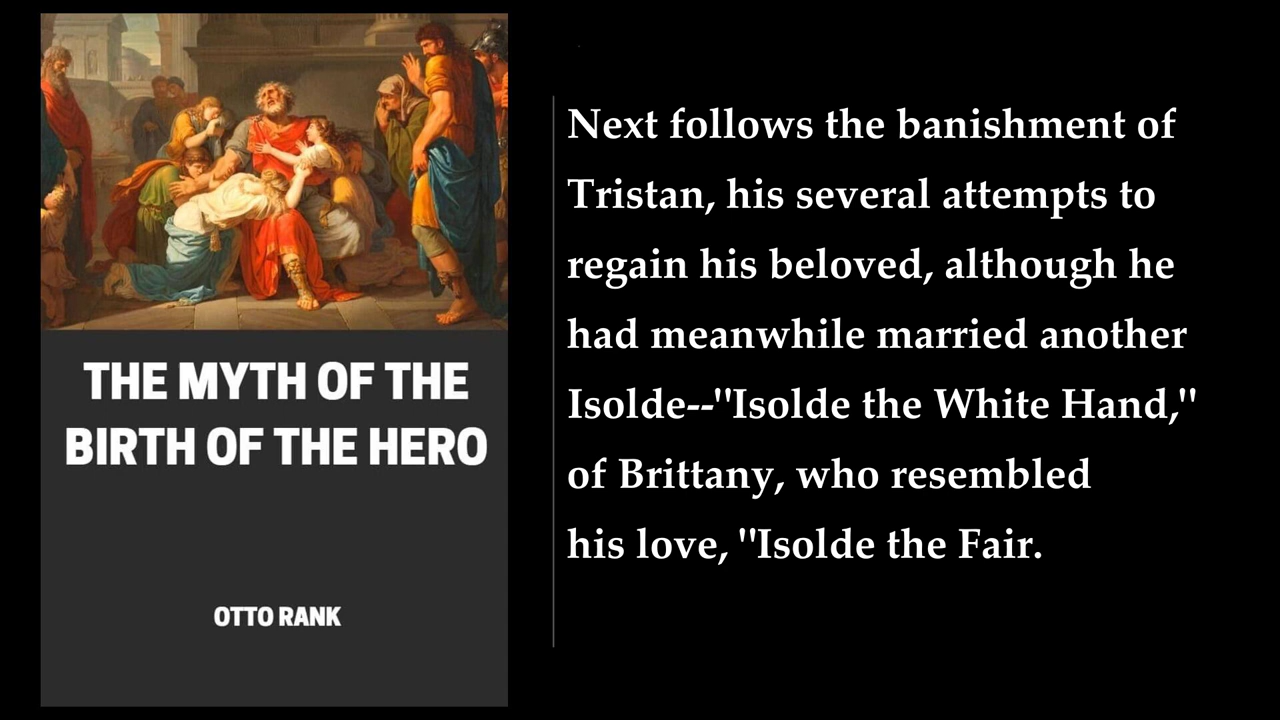 THE MYTH OF THE
BIRTH OF THE HERO
OTTO RANK
Next follows the banishment of
Tristan, his several attempts to
regain his beloved, although he
had meanwhile married another
Isolde--"Isolde the White Hand,"
of Brittany, who resembled
his love, "Isolde the Fair.